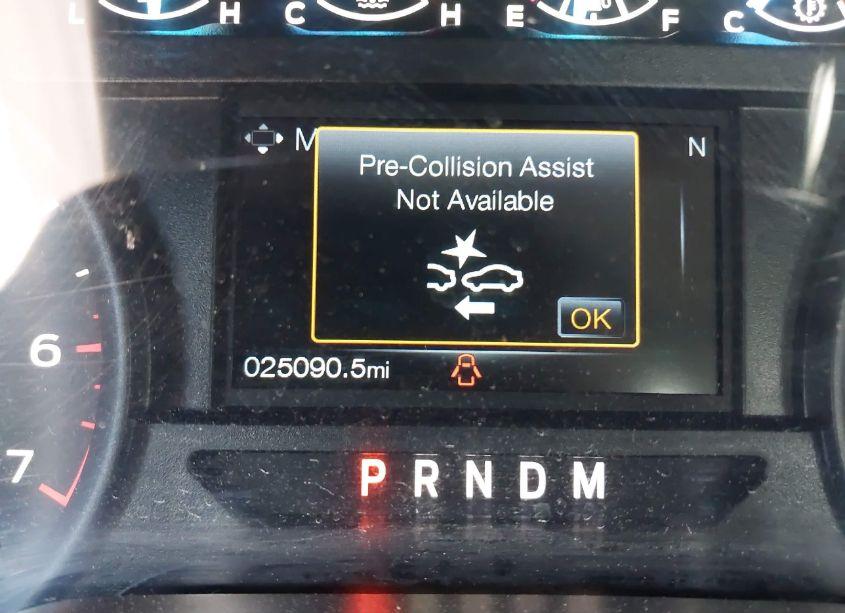 L H C H E F C
M
N
Pre-Collision Assist
Not Available
OK
025090.5mi
6
7
P R N D M